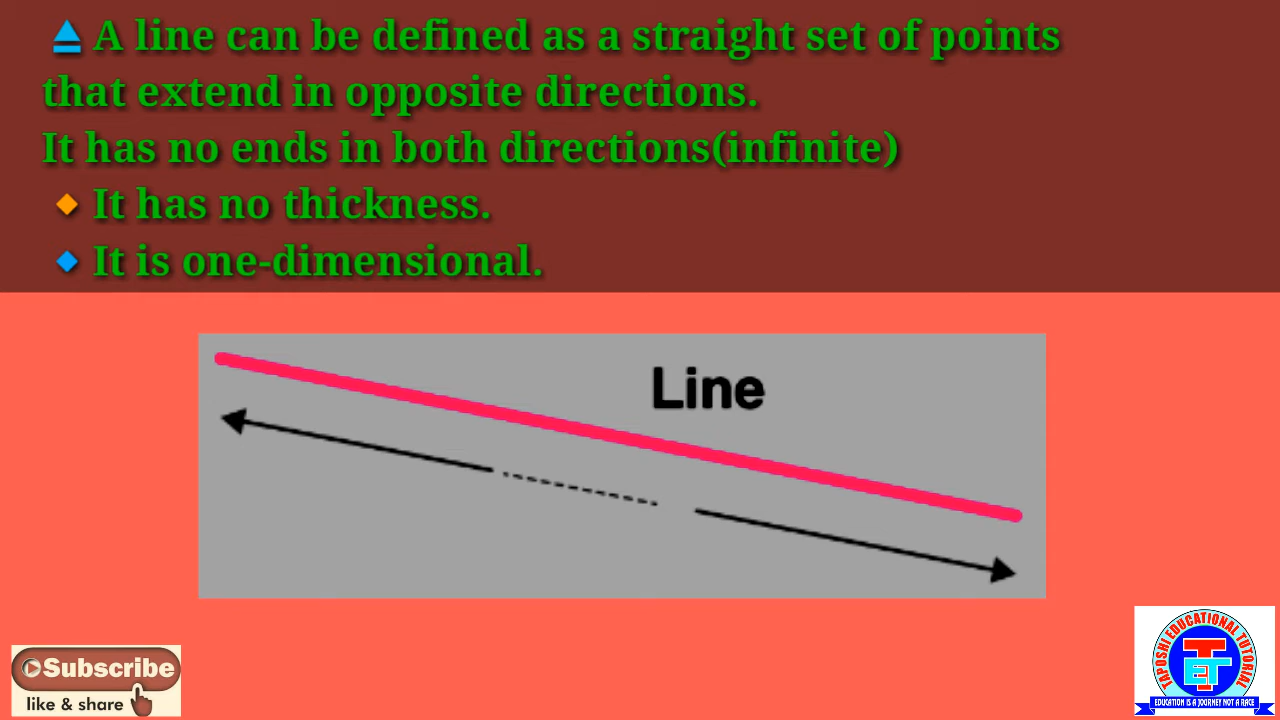 A line can be defined as a straight set of points
that extend in opposite directions.
It has no ends in both directions(infinite)
It has no thickness.
It is one-dimensional.
Line
Subscribe
like & share
TAPOSHI EDUCATIONAL TUTORIAL
TET
EDUCATION IS A JOURNEY NOT A RACE